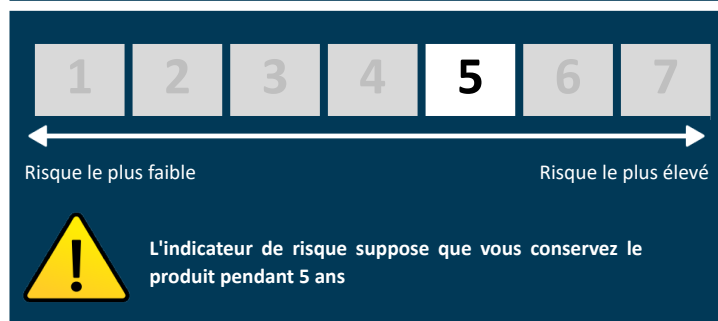 1 2 3 4 5 6 7
Risque le plus faible Risque le plus élevé
L'indicateur de risque suppose que vous conservez le
produit pendant 5 ans